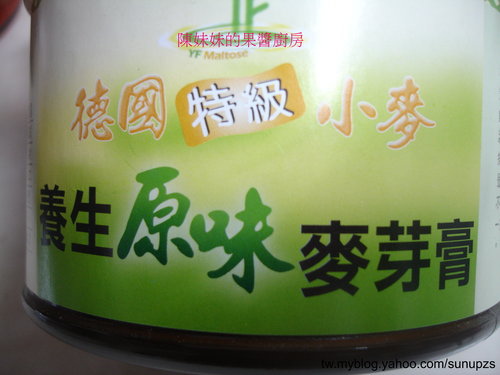 陳妹妹的果醬廚房
YF Maltose
德國特級小麥
養生原味麥芽膏
tw.myblog.yahoo.com/sunupzs